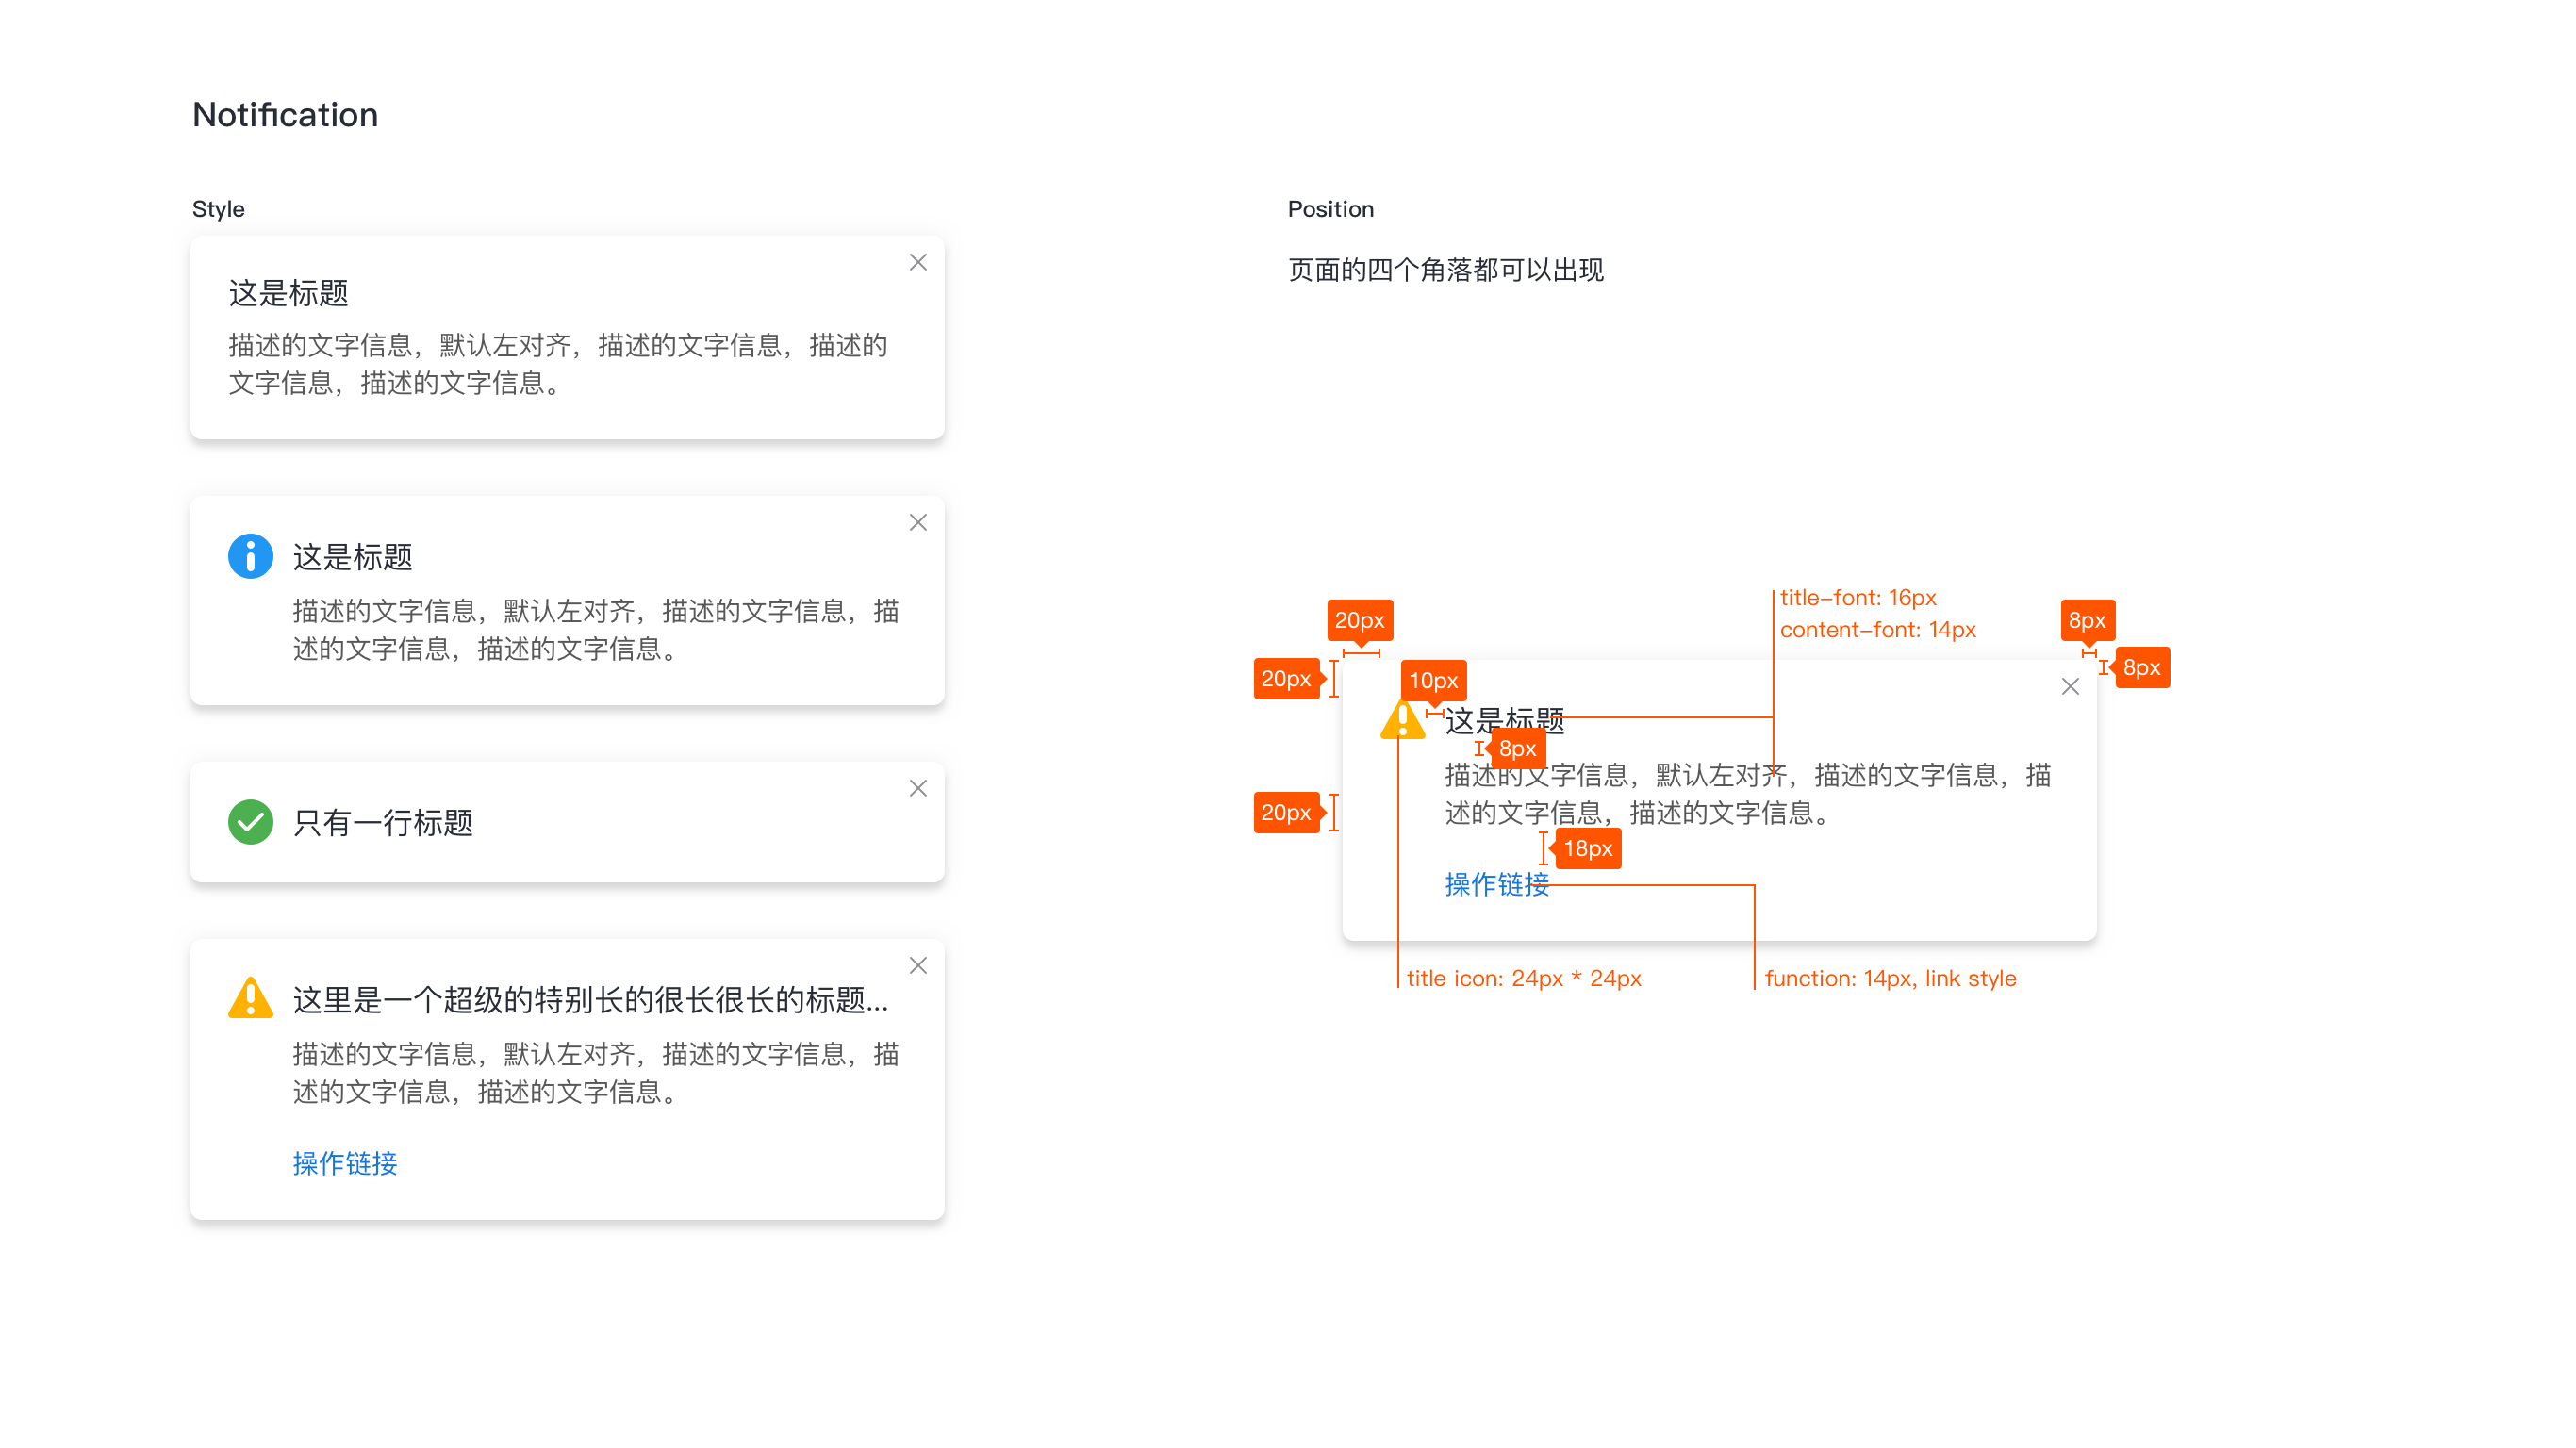 Notification
Style
这是标题
描述的文字信息，默认左对齐，描述的文字信息，描述的
文字信息，描述的文字信息。
这是标题
描述的文字信息，默认左对齐，描述的文字信息，描
述的文字信息，描述的文字信息。
只有一行标题
这里是一个超级的特别长的很长很长的标题...
描述的文字信息，默认左对齐，描述的文字信息，描
述的文字信息，描述的文字信息。
操作链接
Position
页面的四个角落都可以出现
title-font: 16px
content-font: 14px
20px
8px
20px
8px
10px
这是标题
8px
描述的文字信息，默认左对齐，描述的文字信息，描
述的文字信息，描述的文字信息。
20px
18px
操作链接
title icon: 24px * 24px
function: 14px, link style